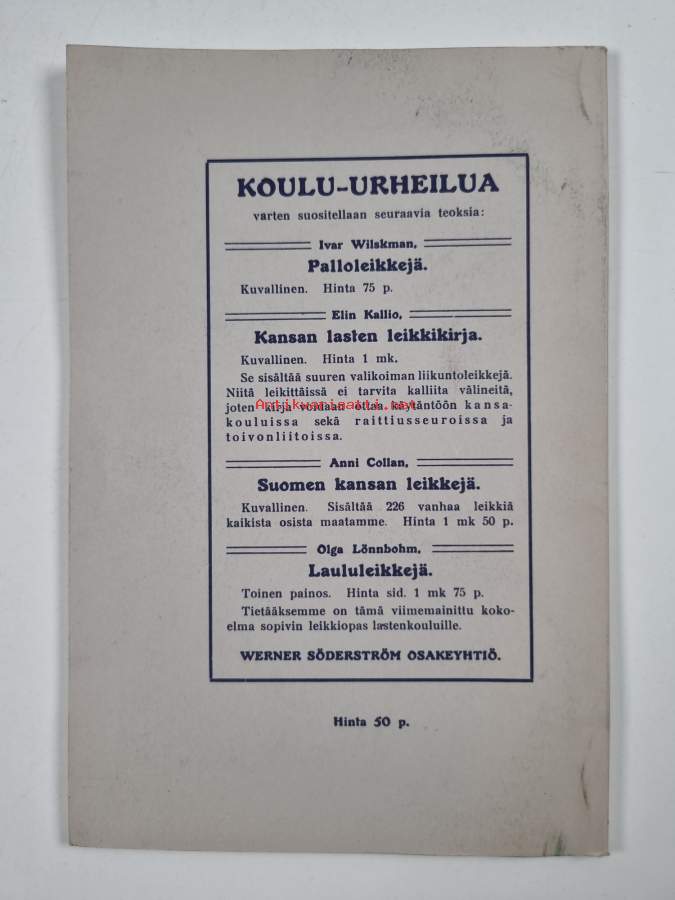 KOULU-URHEILUA
varten suositellaan seuraavia teoksia:
Ivar Wilskman,
Palloleikkejä.
Kuvallinen. Hinta 75 p.
Elin Kallio,
Kansan lasten leikkikirja.
Kuvallinen. Hinta 1 mk.
Se sisältää suuren valikoiman liikuntoleikkejä.
Niitä leikittäissä ei tarvita kalliita välineitä,
joten kirja voidaan ottaa käytäntöön kansa-
kouluissa sekä raittiusseuroissa ja
toivonliitoissa.
Antikvariaatti.net
Anni Collan,
Suomen kansan leikkejä.
Kuvallinen. Sisältää 226 vanhaa leikkiä
kaikista osista maatamme. Hinta 1 mk 50 p.
Olga Lönnbohm,
Laululeikkejä.
Toinen painos. Hinta sid. 1 mk 75 p.
Tietääksemme on tämä viimemainittu koko-
elma sopivin leikkiopas lastenkouluille.
WERNER SÖDERSTRÖM OSAKEYHTIÖ.
Hinta 50 p.